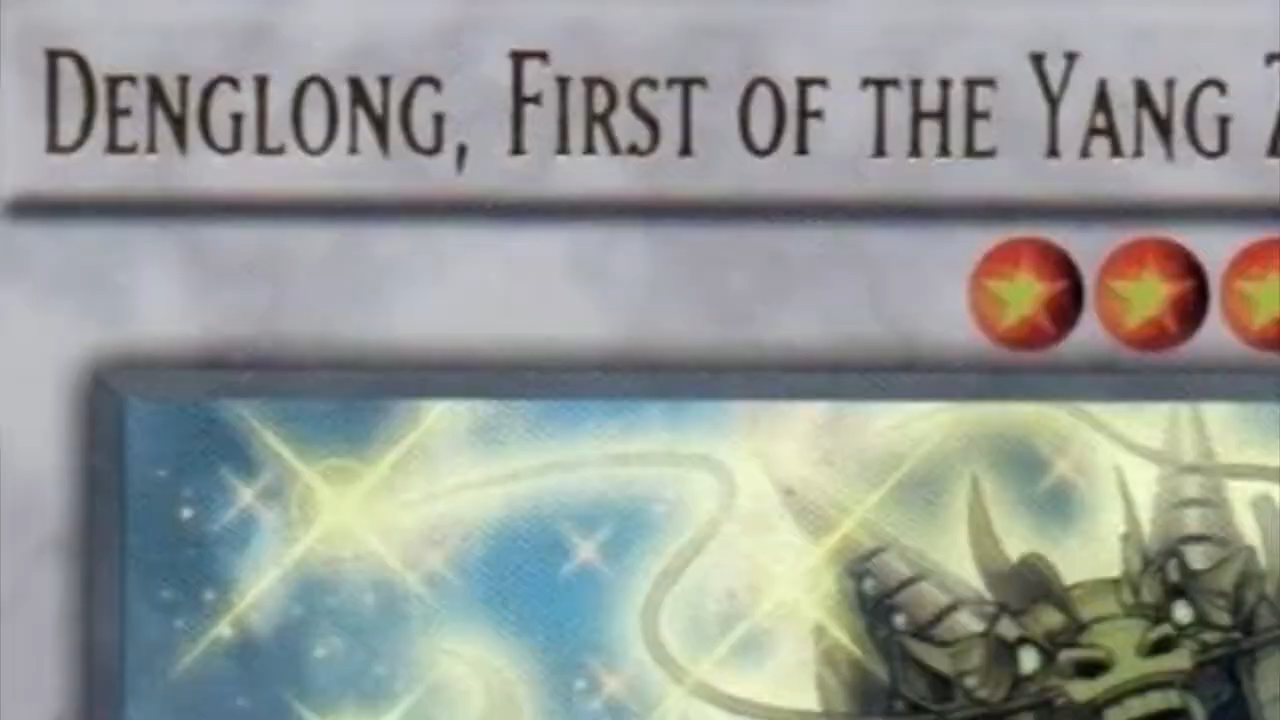 Denglong, First of the Yang